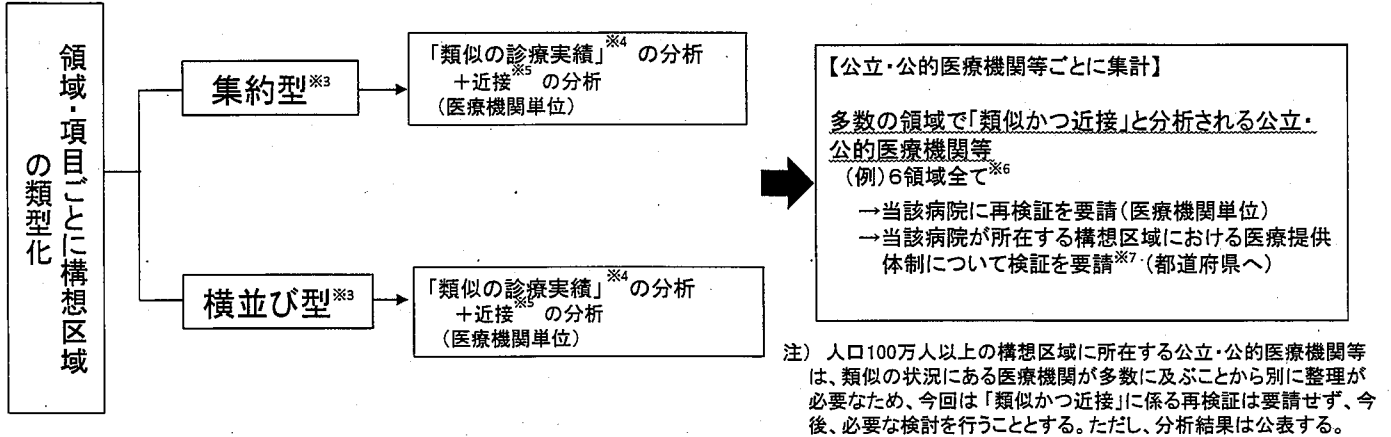 領域・項目ごとに構想区域
の類型化
集約型※3
「類似の診療実績」※4 の分析
＋近接※5 の分析
（医療機関単位）
横並び型※3
「類似の診療実績」※4 の分析
＋近接※5 の分析
（医療機関単位）
【公立・公的医療機関等ごとに集計】
多数の領域で「類似かつ近接」と分析される公立・
公的医療機関等
（例）６領域全て※6
→当該病院に再検証を要請（医療機関単位）
→当該病院が所在する構想区域における医療提供
体制について検証を要請※7（都道府県へ）
注） 人口100万人以上の構想区域に所在する公立・公的医療機関等
は、類似の状況にある医療機関が多数に及ぶことから別に整理が
必要なため、今回は「類似かつ近接」に係る再検証は要請せず、今
後、必要な検討を行うこととする。ただし、分析結果は公表する。